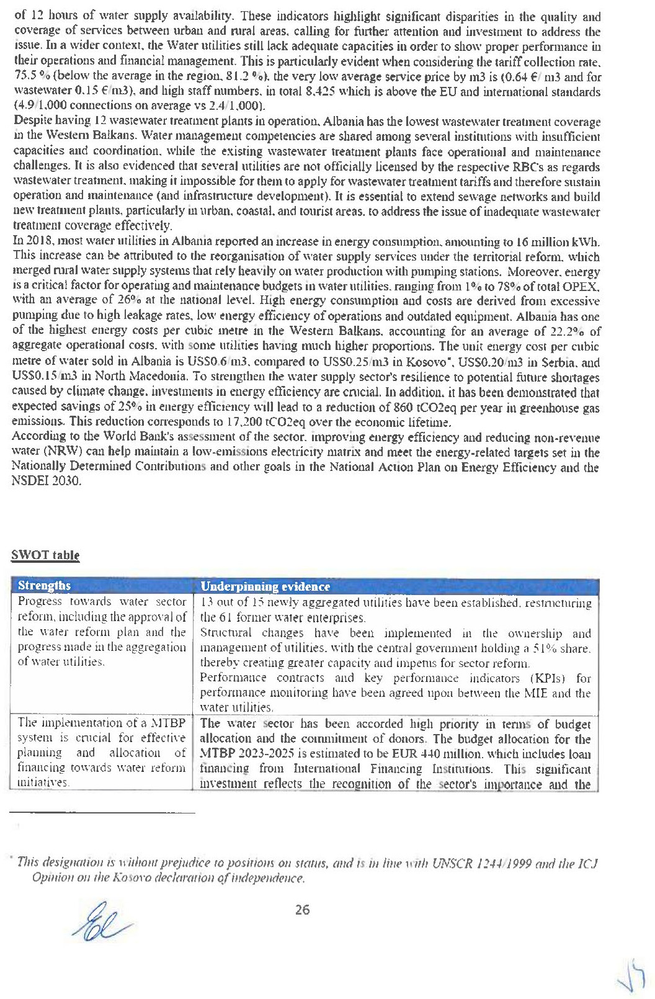 of 12 hours of water supply availability. These indicators highlight significant disparities in the quality and
coverage of services between urban and rural areas, calling for further attention and investment to address the
issue. In a wider context, the Water utilities still lack adequate capacities in order to show proper performance in
their operations and financial management. This is particularly evident when considering the tariff collection rate,
75.5 % (below the average in the region, 81.2 %), the very low average service price by m3 is (0.64 €/ m3 and for
wastewater 0.15 €/m3), and high staff numbers, in total 8,425 which is above the EU and international standards
(4.9/1,000 connections on average vs 2.4/1,000).
Despite having 12 wastewater treatment plants in operation, Albania has the lowest wastewater treatment coverage
in the Western Balkans. Water management competencies are shared among several institutions with insufficient
capacities and coordination, while the existing wastewater treatment plants face operational and maintenance
challenges. It is also evidenced that several utilities are not officially licensed by the respective RBCs as regards
wastewater treatment, making it impossible for them to apply for wastewater treatment tariffs and therefore sustain
operation and maintenance (and infrastructure development). It is essential to extend sewage networks and build
new treatment plants, particularly in urban, coastal, and tourist areas, to address the issue of inadequate wastewater
treatment coverage effectively.
In 2018, most water utilities in Albania reported an increase in energy consumption, amounting to 16 million kWh.
This increase can be attributed to the reorganisation of water supply services under the territorial reform, which
merged rural water supply systems that rely heavily on water production with pumping stations. Moreover, energy
is a critical factor for operating and maintenance budgets in water utilities, ranging from 1% to 78% of total OPEX,
with an average of 26% at the national level. High energy consumption and costs are derived from excessive
pumping due to high leakage rates, low energy efficiency of operations and outdated equipment. Albania has one
of the highest energy costs per cubic metre in the Western Balkans, accounting for an average of 22.2% of
aggregate operational costs, with some utilities having much higher proportions. The unit energy cost per cubic
metre of water sold in Albania is US$0.6/m3, compared to US$0.25/m3 in Kosovo*, US$0.20/m3 in Serbia, and
US$0.15/m3 in North Macedonia. To strengthen the water supply sector's resilience to potential future shortages
caused by climate change, investments in energy efficiency are crucial. In addition, it has been demonstrated that
expected savings of 25% in energy efficiency will lead to a reduction of 860 tCO2eq per year in greenhouse gas
emissions. This reduction corresponds to 17,200 tCO2eq over the economic lifetime.
According to the World Bank's assessment of the sector, improving energy efficiency and reducing non-revenue
water (NRW) can help maintain a low-emissions electricity matrix and meet the energy-related targets set in the
Nationally Determined Contributions and other goals in the National Action Plan on Energy Efficiency and the
NSDEI 2030.
SWOT table
Strengths
Underpinning evidence
Progress towards water sector
reform, including the approval of
the water reform plan and the
progress made in the aggregation
of water utilities.
13 out of 15 newly aggregated utilities have been established, restructuring
the 61 former water enterprises.
Structural changes have been implemented in the ownership and
management of utilities, with the central government holding a 51% share,
thereby creating greater capacity and impetus for sector reform.
Performance contracts and key performance indicators (KPIs) for
performance monitoring have been agreed upon between the MIE and the
water utilities.
The implementation of a MTBP
system is crucial for effective
planning and allocation of
financing towards water reform
initiatives.
The water sector has been accorded high priority in terms of budget
allocation and the commitment of donors. The budget allocation for the
MTBP 2023-2025 is estimated to be EUR 440 million, which includes loan
financing from International Financing Institutions. This significant
investment reflects the recognition of the sector's importance and the
* This designation is without prejudice to positions on status, and is in line with UNSCR 1244/1999 and the ICJ
Opinion on the Kosovo declaration of independence.
26